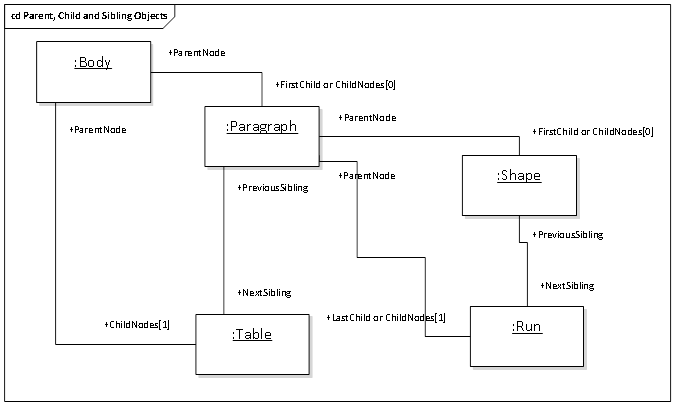 cd Parent, Child and Sibling Objects
:Body
+ParentNode
+FirstChild or ChildNodes[0]
+ParentNode
:Paragraph
+ParentNode
+FirstChild or ChildNodes[0]
:Shape
+ParentNode
+PreviousSibling
+PreviousSibling
+NextSibling
+NextSibling
+ChildNodes[1]
+LastChild or ChildNodes[1]
:Table
:Run